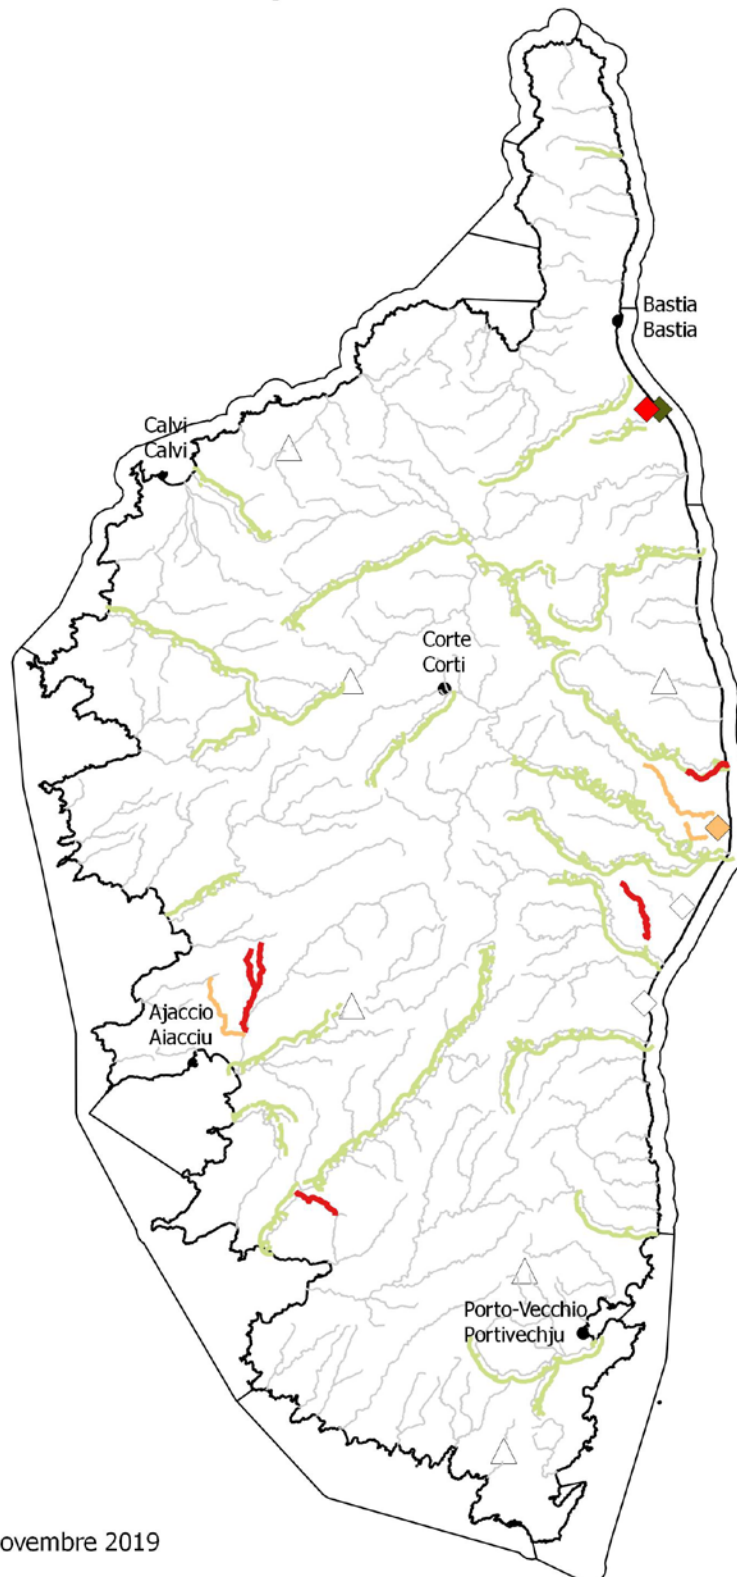 Bastia
Bastia
Calvi
Calvi
Corte
Corti
Ajaccio
Aiacciu
Porto-Vecchio
Portivechju
ovembre 2019